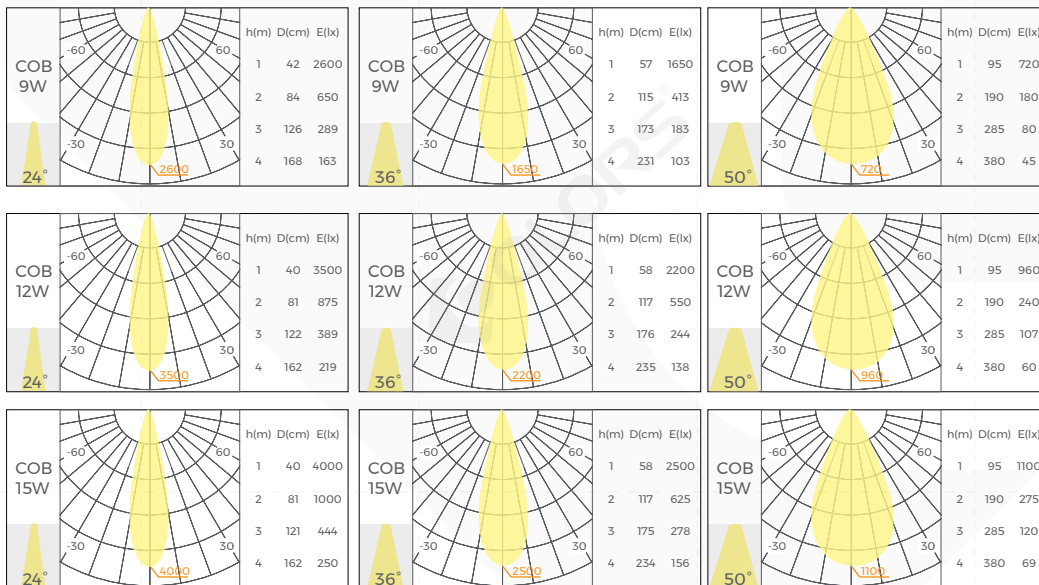 h(m) D(cm) E(lx)
-60 60
COB
9W
1 42 2600
2 84 650
3 126 289
-30 30
4 168 163
2600
24°
h(m) D(cm) E(lx)
-60 60
COB
9W
1 57 1650
2 115 413
3 173 183
-30 30
4 231 103
1650
36°
h(m) D(cm) E(lx)
-60 60
COB
9W
1 95 720
2 190 180
3 285 80
-30 30
4 380 45
720
50°
h(m) D(cm) E(lx)
-60 60
COB
12W
1 40 3500
2 81 875
3 122 389
-30 30
4 162 219
3500
24°
h(m) D(cm) E(lx)
-60 60
COB
12W
1 58 2200
2 117 550
3 176 244
-30 30
4 235 138
2200
36°
h(m) D(cm) E(lx)
-60 60
COB
12W
1 95 960
2 190 240
3 285 107
-30 30
4 380 60
960
50°
h(m) D(cm) E(lx)
-60 60
COB
15W
1 40 4000
2 81 1000
3 121 444
-30 30
4 162 250
4000
24°
h(m) D(cm) E(lx)
-60 60
COB
15W
1 58 2500
2 117 625
3 175 278
-30 30
4 234 156
2500
36°
h(m) D(cm) E(lx)
-60 60
COB
15W
1 95 1100
2 190 275
3 285 120
-30 30
4 380 69
1100
50°